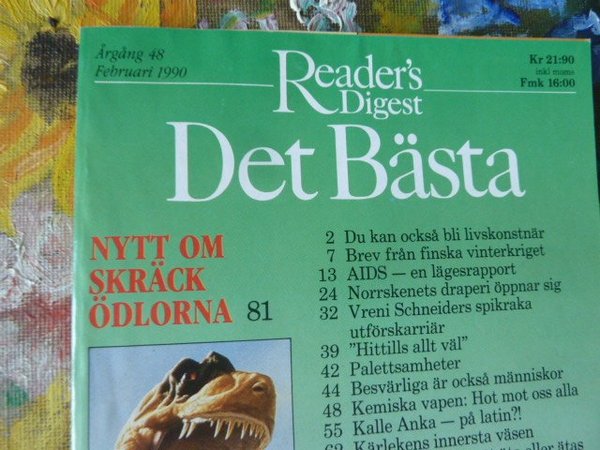 Årgång 48
Februari 1990
Reader's
Digest
Kr 21:90
inkl moms
Fmk 16:00
Det Bästa
NYTT OM
SKRÄCK
ÖDLORNA 81
2 Du kan också bli livskonstnär
7 Brev från finska vinterkriget
13 AIDS — en lägesrapport
24 Norrskenets draperi öppnar sig
32 Vreni Schneiders spikraka
utförskarriär
39 "Hittills allt väl"
42 Palettsamheter
44 Besvärliga är också människor
48 Kemiska vapen: Hot mot oss alla
55 Kalle Anka — på latin?!
62 Kärlekens innersta väsen
eller ätas